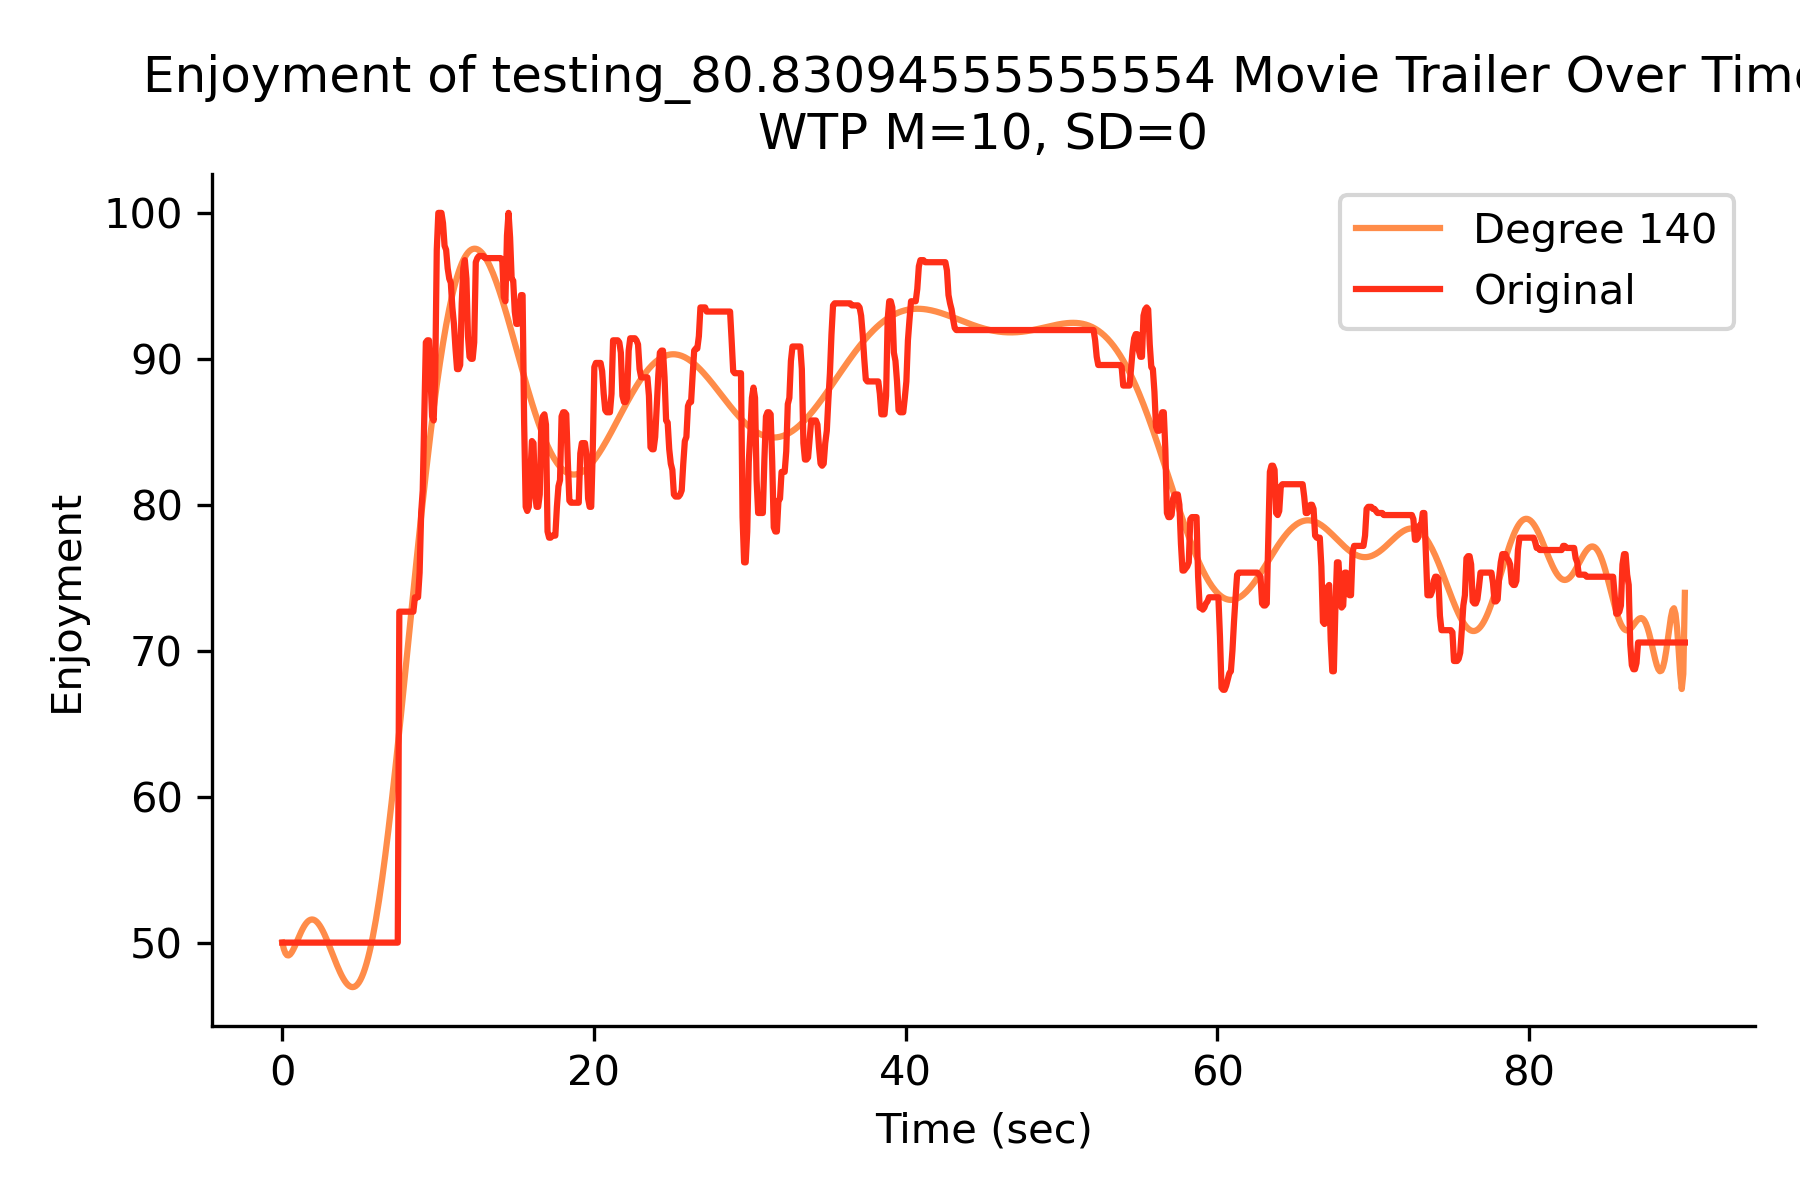 Enjoyment of testing_80.83094555555554 Movie Trailer Over Time
WTP M=10, SD=0
Degree 140
Original
100
90
80
70
60
50
Enjoyment
0 20 40 60 80
Time (sec)